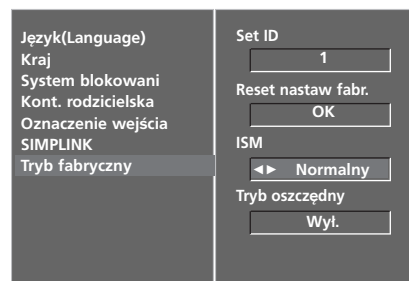 Język(Language)
Kraj
System blokowani
Kont. rodzicielska
Oznaczenie wejścia
SIMPLINK
Tryb fabryczny
Set ID
1
Reset nastaw fabr.
OK
ISM
◄► Normalny
Tryb oszczędny
Wył.